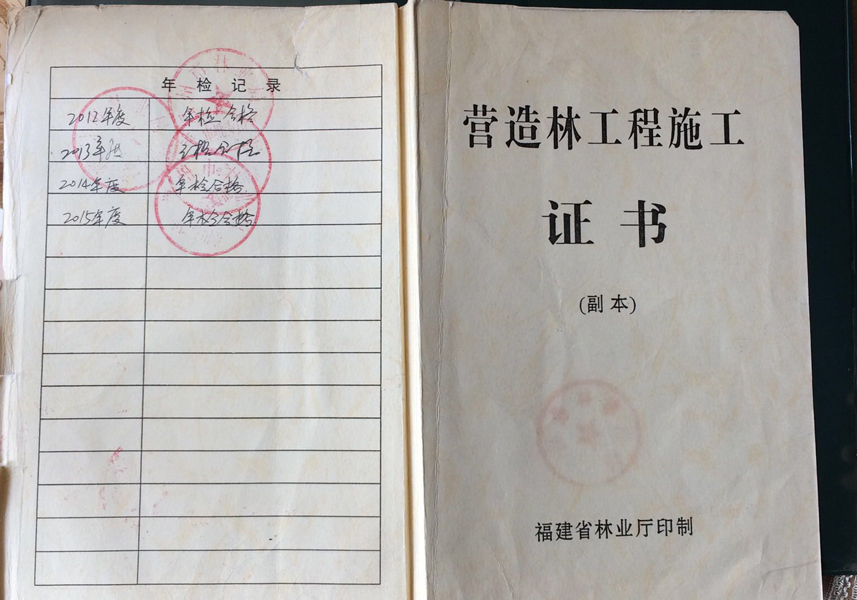 年检记录
2012年度 年检合格
2013年度 年检合格
2014年度 年检合格
2015年度 年检合格
营造林工程施工
证书
(副本)
福建省林业厅印制